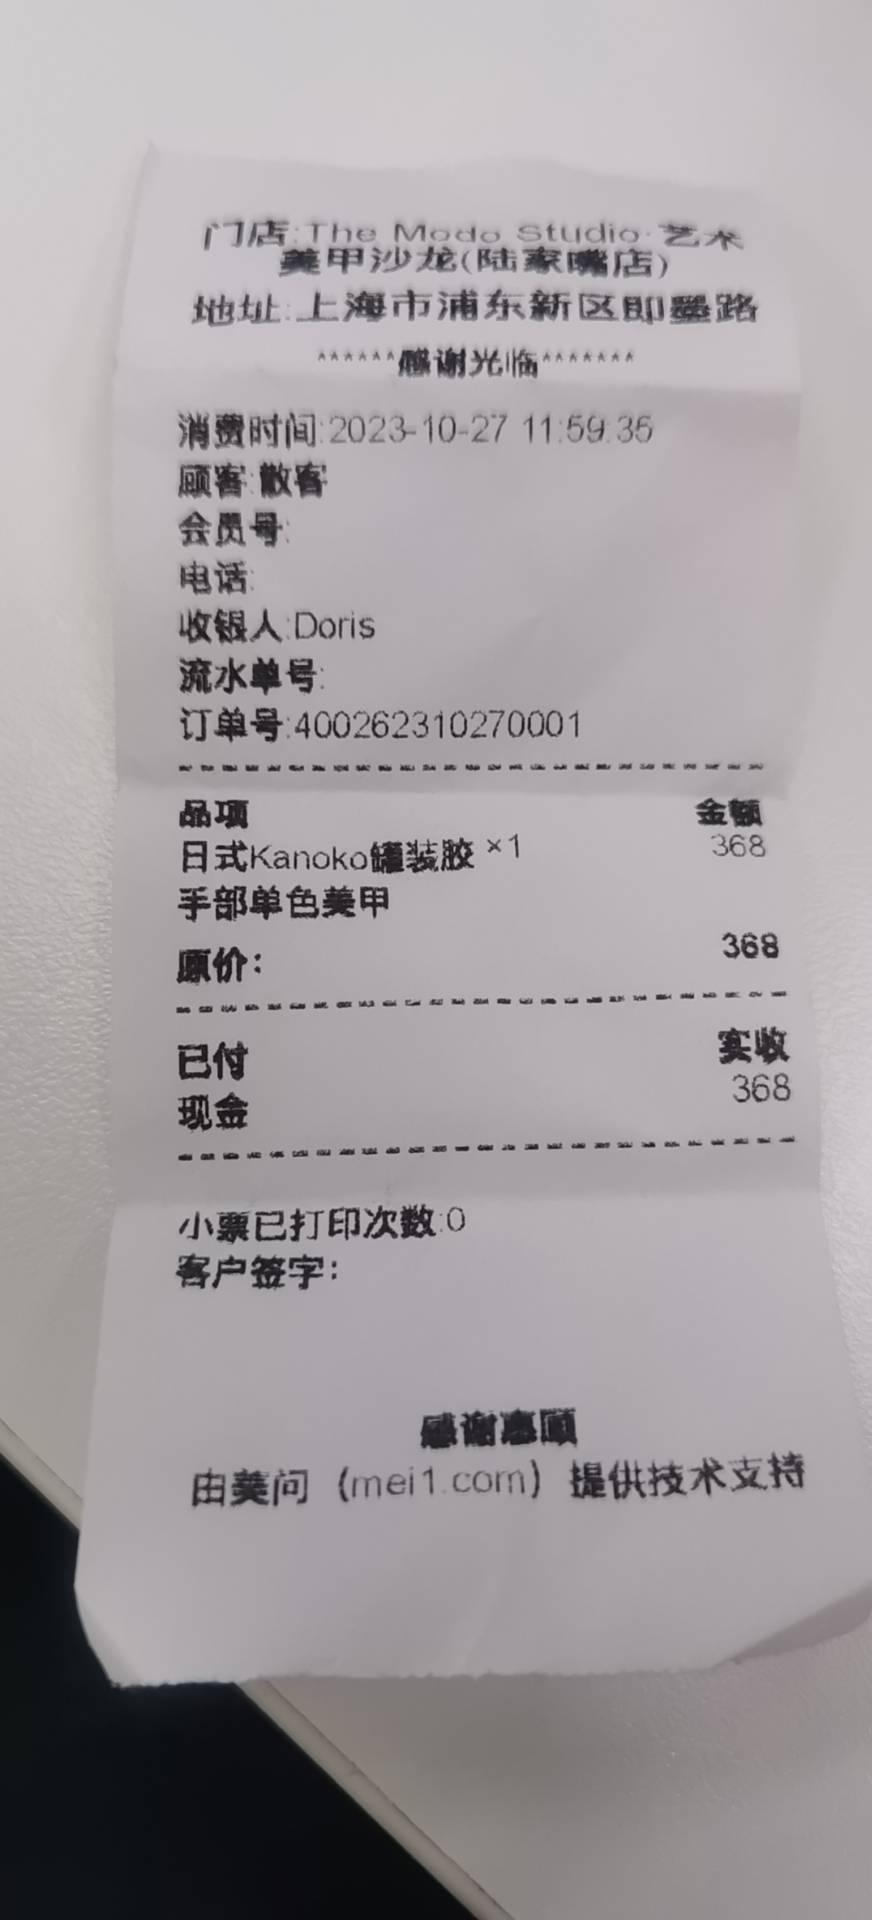 门店:The Modo Studio·艺术
美甲沙龙(陆家嘴店)
地址:上海市浦东新区即墨路
******感谢光临*******
消费时间:2023-10-27 11:59:35
顾客:散客
会员号:
电话:
收银人:Doris
流水单号:
订单号:400262310270001
品项 金额
日式Kanoko罐装胶 ×1 368
手部单色美甲
原价： 368
已付 实收
现金 368
小票已打印次数:0
客户签字：
感谢惠顾
由美问（mei1.com）提供技术支持